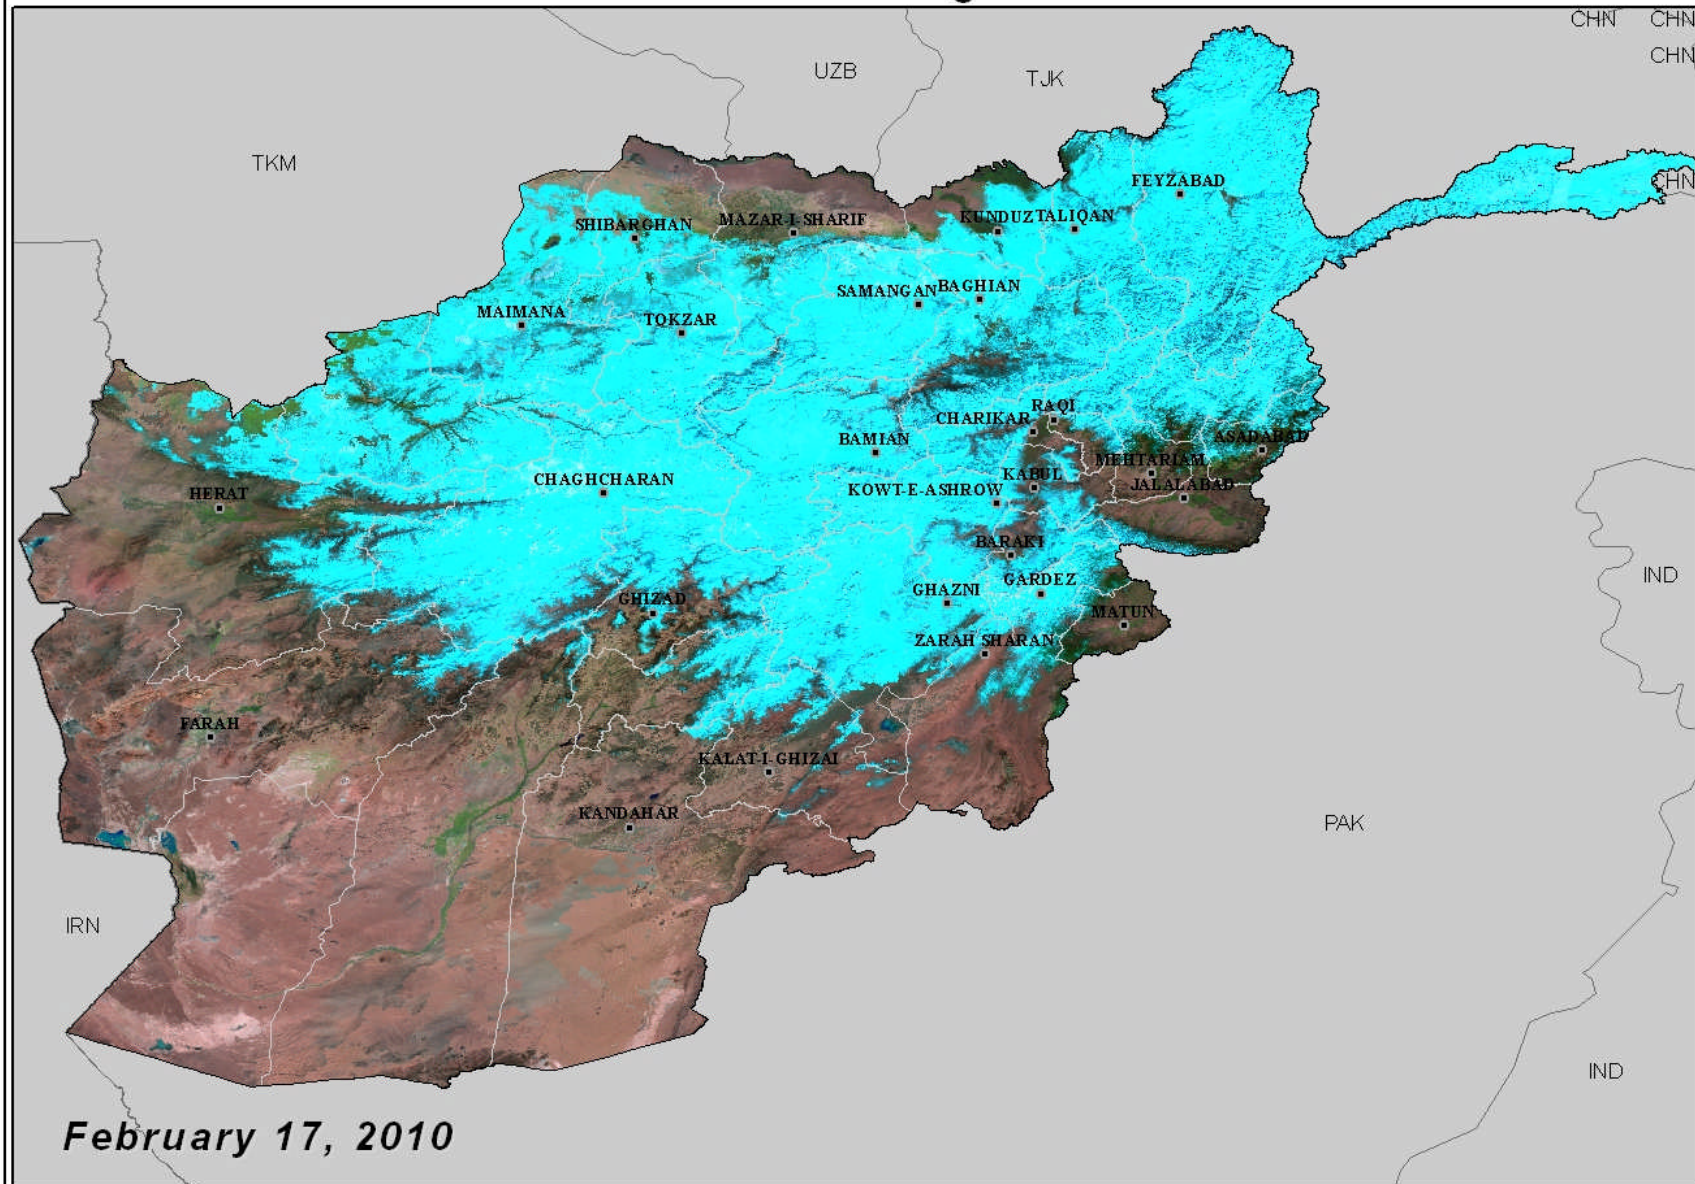 CHN CHN
CHN
UZB
TJK
TKM
FEYZABAD
CHN
SHIBARGHAN
MAZAR-I-SHARIF
KUNDUZ
TALIQAN
SAMANGAN
BAGHIAN
MAIMANA
TOKZAR
RAQI
CHARIKAR
BAMIAN
ASADABAD
MEHTARIAM
KABUL
CHAGHCHARAN
JALALABAD
KOWT-E-ASHROW
HERAT
BARAKI
IND
GARDEZ
GHAZNI
GHIZAD
MATUN
ZARAH SHARAN
FARAH
KALAT-I-GHIZAI
KANDAHAR
PAK
IRN
IND
February 17, 2010